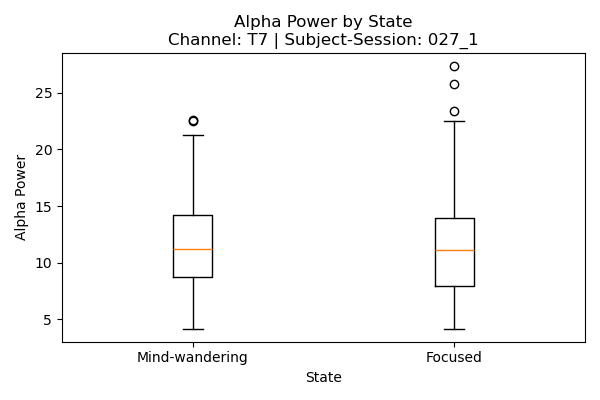 Alpha Power by State
Channel: T7 | Subject-Session: 027_1
Alpha Power
25
20
15
10
5
Mind-wandering
Focused
State